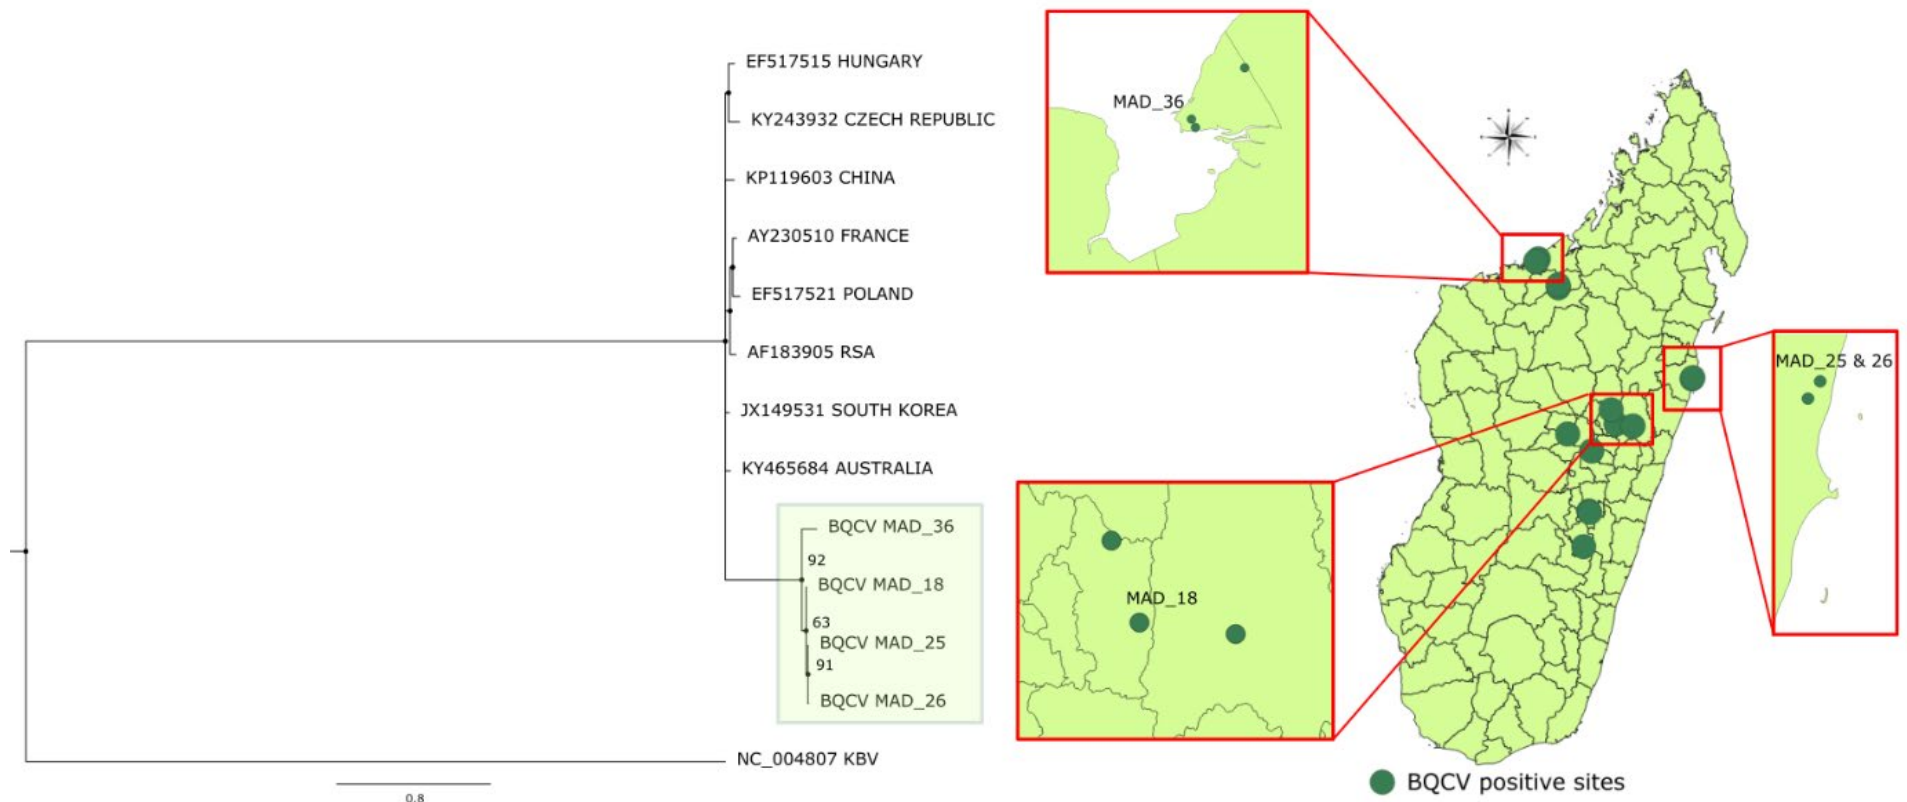 EF517515 HUNGARY
KY243932 CZECH REPUBLIC
KP119603 CHINA
AY230510 FRANCE
EF517521 POLAND
AF183905 RSA
JX149531 SOUTH KOREA
KY465684 AUSTRALIA
BQCV MAD_36
92
BQCV MAD_18
63
BQCV MAD_25
91
BQCV MAD_26
NC_004807 KBV
0.8
MAD_36
MAD_25 & 26
MAD_18
BQCV positive sites